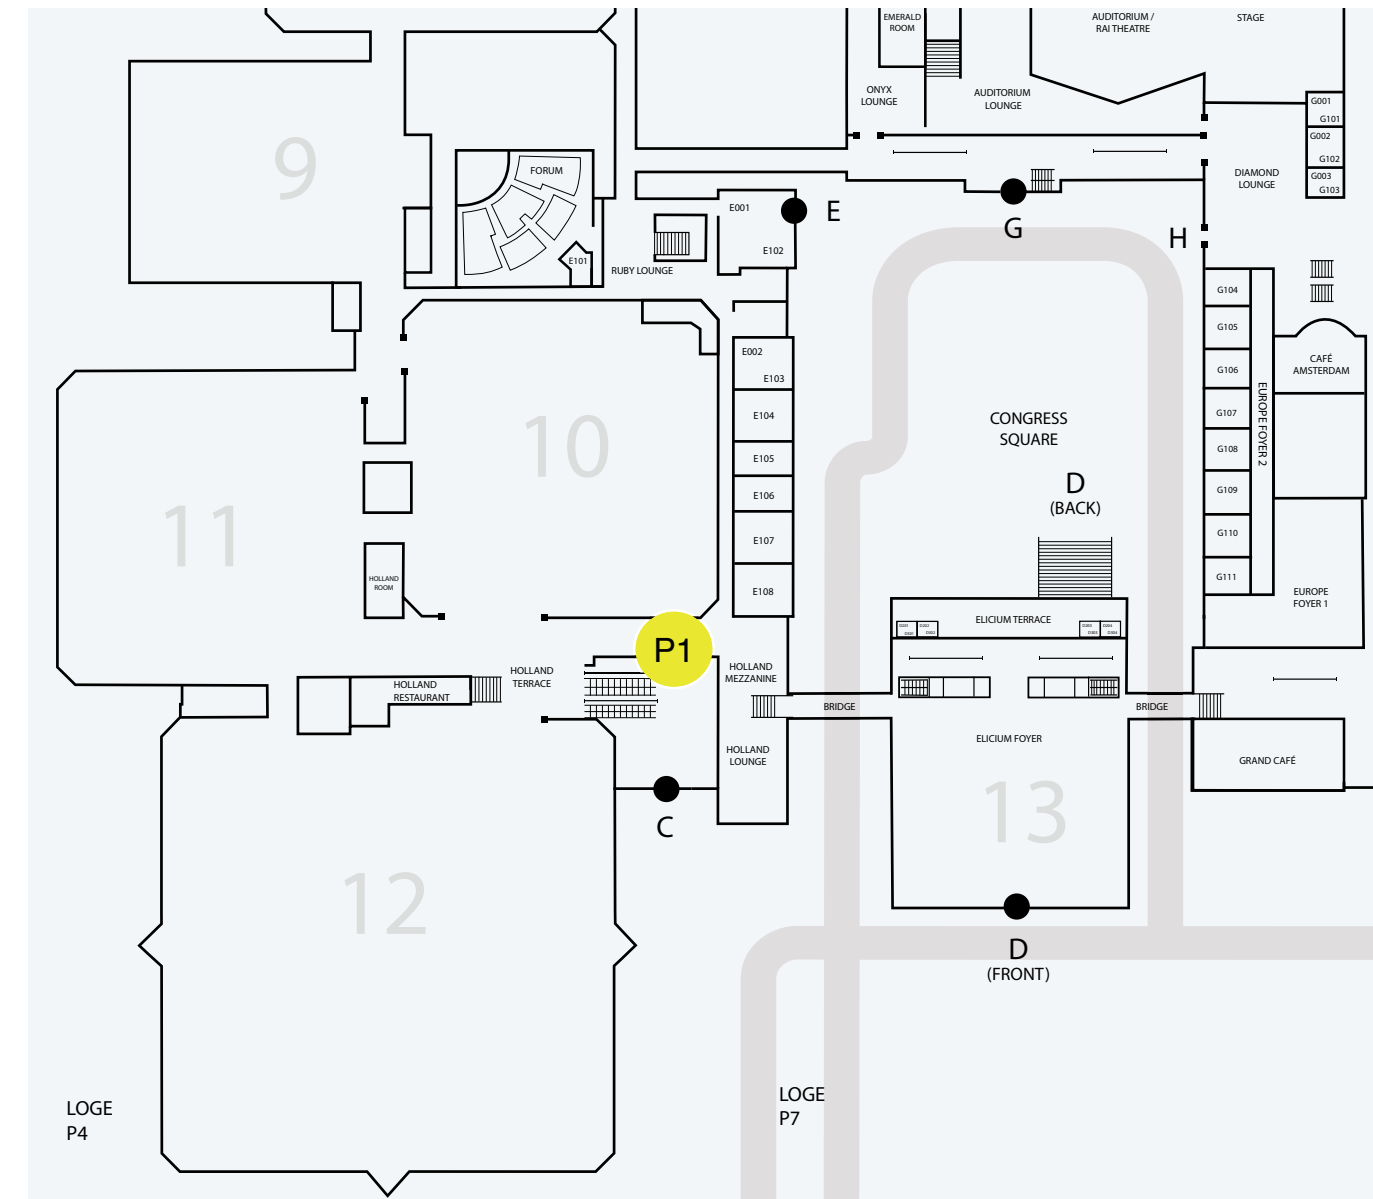 EMERALD
ROOM
AUDITORIUM /
RAI THEATRE
STAGE
ONYX
LOUNGE
AUDITORIUM
LOUNGE
G001
G101
G002
G102
G003
G103
DIAMOND
LOUNGE
9
FORUM
E101
RUBY LOUNGE
E001
E102
E
G
H
G104
G105
G106
G107
G108
G109
G110
G111
EUROPE FOYER 2
CAFÉ
AMSTERDAM
EUROPE
FOYER 1
E002
E103
E104
E105
E106
E107
E108
10
11
CONGRESS
SQUARE
D
(BACK)
HOLLAND
ROOM
P1
ELICIUM TERRACE
HOLLAND
TERRACE
HOLLAND
RESTAURANT
HOLLAND
MEZZANINE
BRIDGE
BRIDGE
ELICIUM FOYER
HOLLAND
LOUNGE
GRAND CAFÉ
13
C
12
D
(FRONT)
LOGE
P4
LOGE
P7